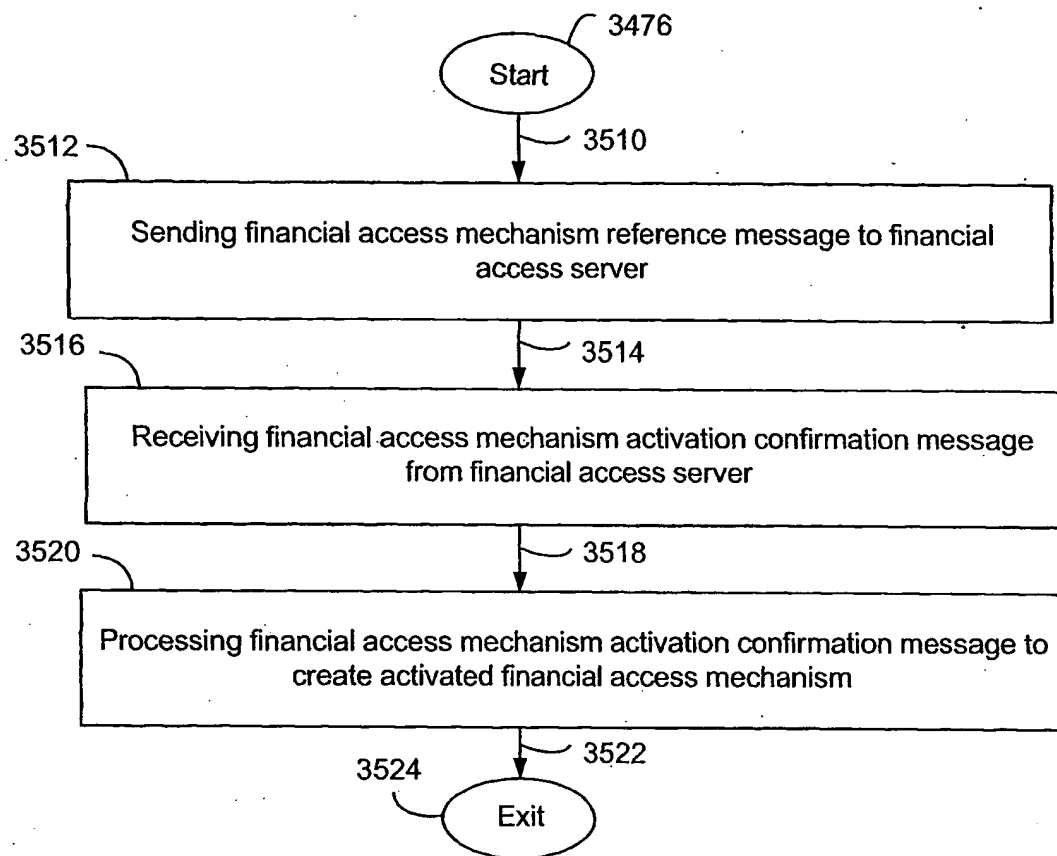 3476
Start
3510
3512
Sending financial access mechanism reference message to financial
access server
3514
3516
Receiving financial access mechanism activation confirmation message
from financial access server
3518
3520
Processing financial access mechanism activation confirmation message to
create activated financial access mechanism
3522
3524
Exit